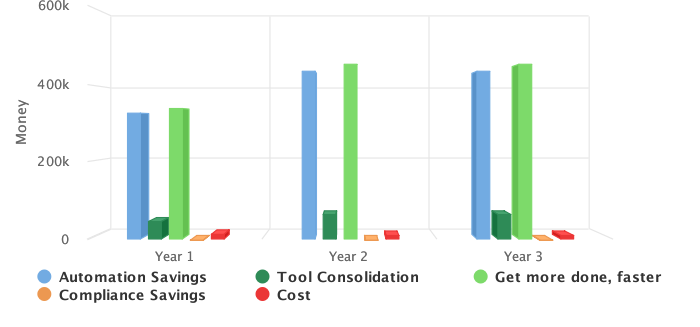 600k
400k
Money
200k
0
Year 1 Year 2 Year 3
Automation Savings Tool Consolidation Get more done, faster
Compliance Savings Cost